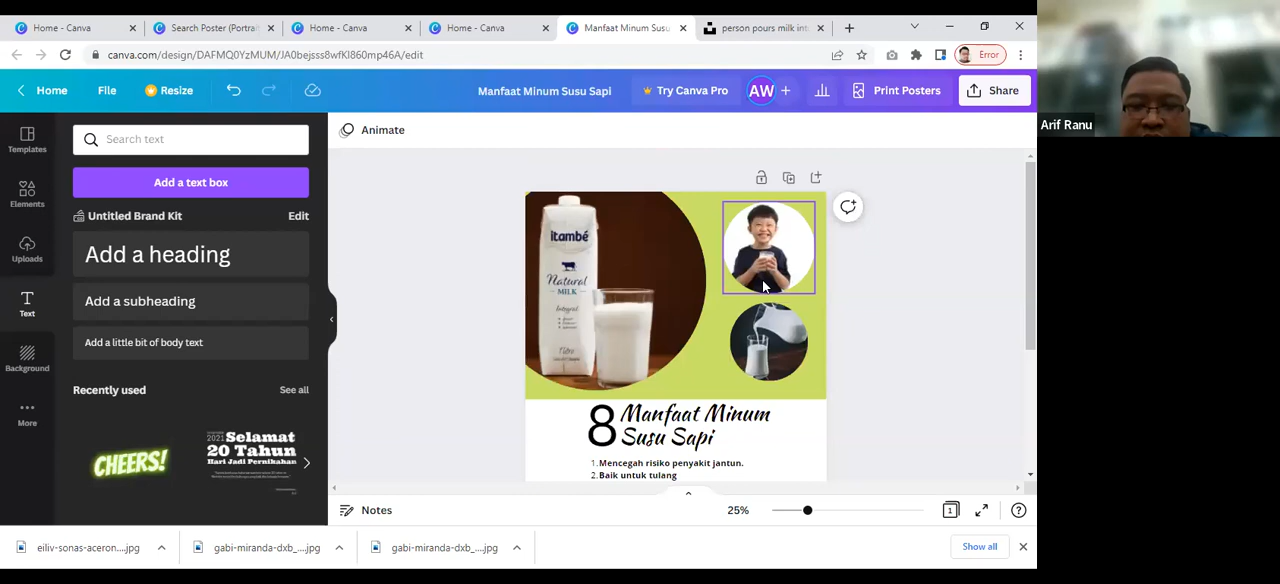 Home - Canva
Search Poster (Portrait
Home - Canva
Home - Canva
Manfaat Minum Susu
person pours milk int
canva.com/design/DAFMQ0YzMUM/JA0bejsss8wfKl860mp46A/edit
Error
Home
File
Resize
Manfaat Minum Susu Sapi
Try Canva Pro
AW
Print Posters
Share
Arif Ranu
Templates
Elements
Uploads
Text
Background
More
Search text
Add a text box
Untitled Brand Kit
Edit
Add a heading
Add a subheading
Add a little bit of body text
Recently used
See all
CHEERS!
2021 Selamat
20 Tahun
Hari Jadi Pernikahan
Animate
itambé
Natural
MILK
8 Manfaat Minum
Susu Sapi
1. Mencegah risiko penyakit jantun.
2. Baik untuk tulang
Notes
25%
1
eiliv-sonas-aceron....jpg
gabi-miranda-dxb_....jpg
gabi-miranda-dxb_....jpg
Show all